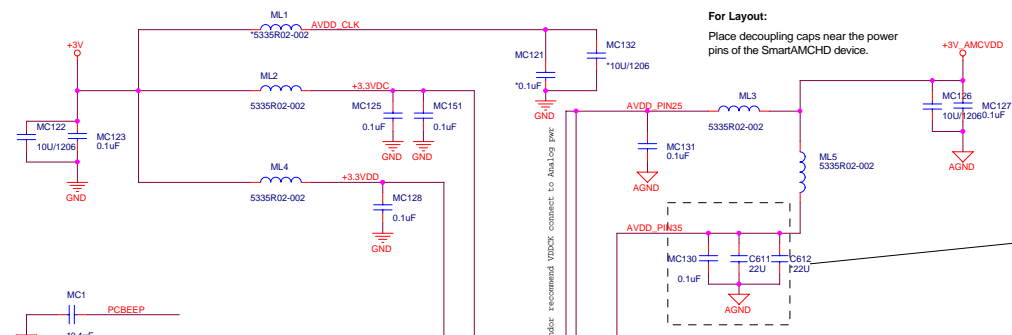 For Layout:
Place decoupling caps near the power
pins of the SmartAMCHD device.
ML1
AVDD_CLK
*5335R02-002
+3V
MC121
*0.1uF
GND
MC132
*10U/1206
+3V_AMCVDD
ML2
+3.3VDC
5335R02-002
MC125
0.1uF
GND
MC151
0.1uF
GND
MC122
10U/1206
MC123
0.1uF
GND
AVDD_PIN25
ML3
5335R02-002
MC126
10U/1206
MC127
0.1uF
AGND
MC131
0.1uF
AGND
ML5
5335R02-002
ML4
+3.3VDD
5335R02-002
MC128
0.1uF
GND
recommend VDDCK connect to Analog pwr
AVDD_PIN35
MC130
0.1uF
C611
22U
C612
*22U
AGND
MC1
PCBEEP